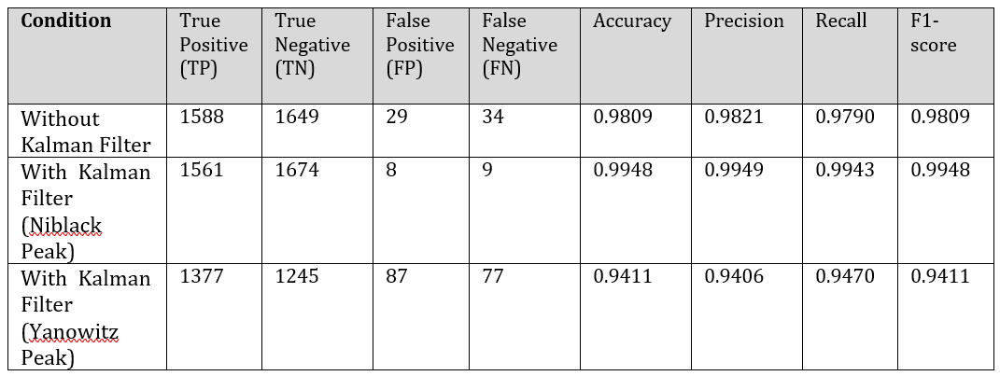 Condition True Positive (TP) True Negative (TN) False Positive (FP) False Negative (FN) Accuracy Precision Recall F1-score
Without Kalman Filter 1588 1649 29 34 0.9809 0.9821 0.9790 0.9809
With Kalman Filter (Niblack Peak) 1561 1674 8 9 0.9948 0.9949 0.9943 0.9948
With Kalman Filter (Yanowitz Peak) 1377 1245 87 77 0.9411 0.9406 0.9470 0.9411